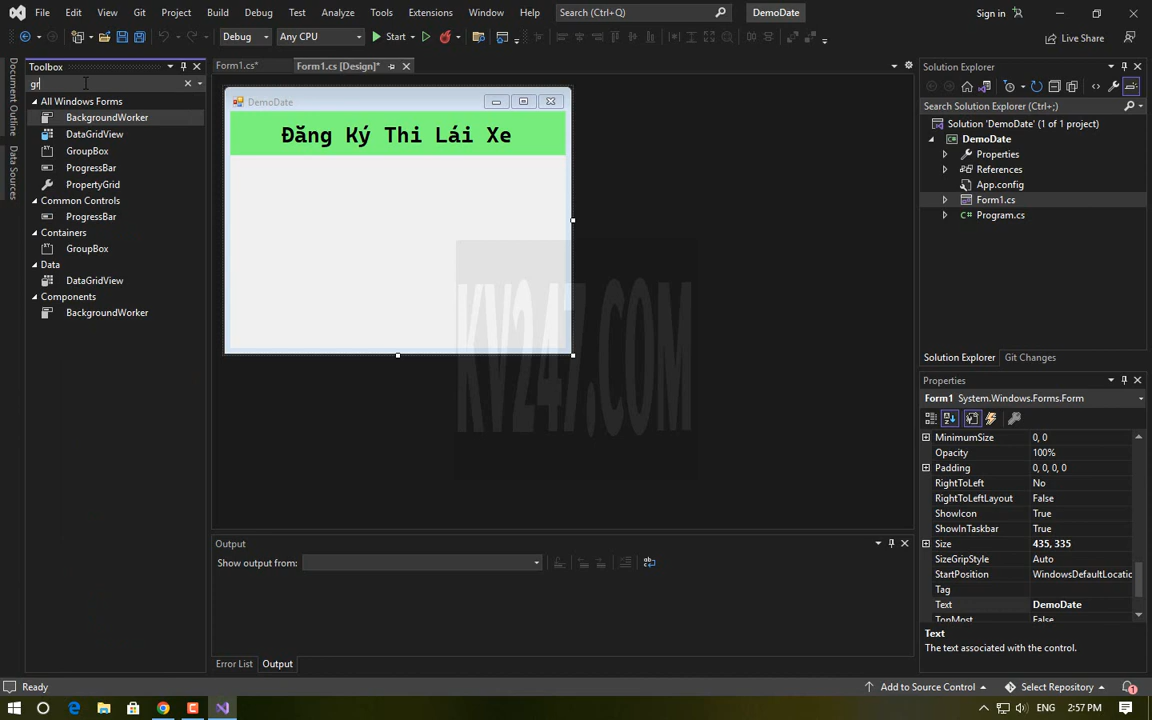 File Edit View Git Project Build Debug Test Analyze Tools Extensions Window Help Search (Ctrl+Q) DemoDate Sign in
Debug Any CPU Start Live Share
Document Outline
Data Sources
Toolbox
gr
All Windows Forms
BackgroundWorker
DataGridView
GroupBox
ProgressBar
PropertyGrid
Common Controls
ProgressBar
Containers
GroupBox
Data
DataGridView
Components
BackgroundWorker
Form1.cs* Form1.cs [Design]*
DemoDate
Đăng Ký Thi Lái Xe
KV247.COM
Output
Show output from:
Error List Output
Solution Explorer
Search Solution Explorer (Ctrl+;)
Solution 'DemoDate' (1 of 1 project)
DemoDate
Properties
References
App.config
Form1.cs
Program.cs
Solution Explorer Git Changes
Properties
Form1 System.Windows.Forms.Form
MinimumSize 0, 0
Opacity 100%
Padding 0, 0, 0, 0
RightToLeft No
RightToLeftLayout False
ShowIcon True
ShowInTaskbar True
Size 435, 335
SizeGripStyle Auto
StartPosition WindowsDefaultLocatic
Tag
Text DemoDate
TopMost False
Text
The text associated with the control.
Ready Add to Source Control Select Repository 1
ENG 2:57 PM